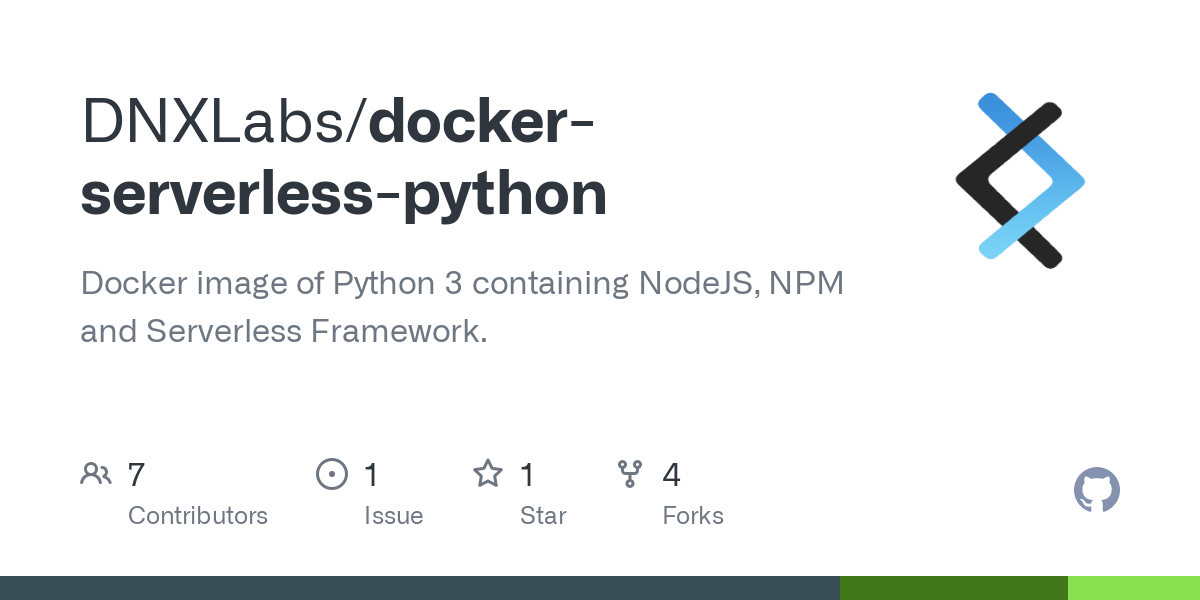 DNXLabs/docker-
serverless-python
Docker image of Python 3 containing NodeJS, NPM
and Serverless Framework.
7
Contributors
1
Issue
1
Star
4
Forks